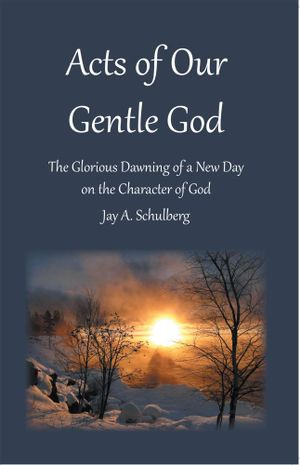 Acts of Our
Gentle God
The Glorious Dawning of a New Day
on the Character of God
Jay A. Schulberg